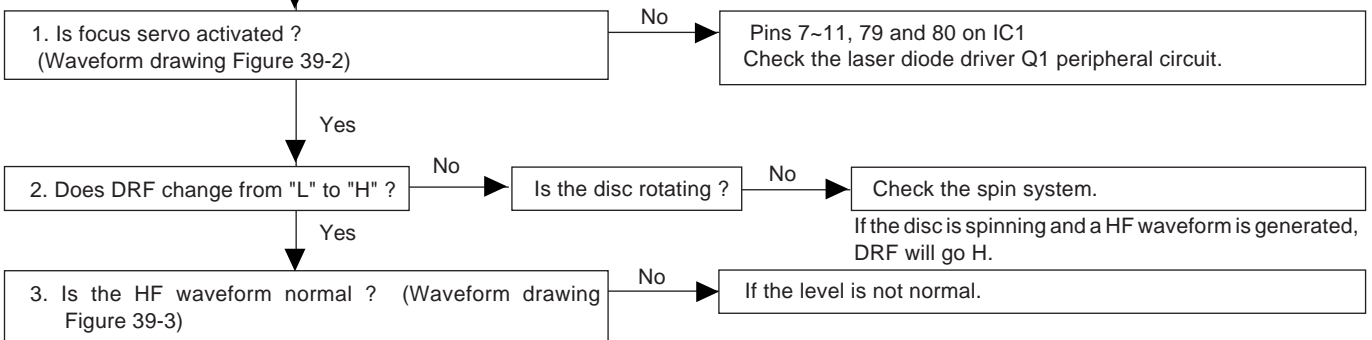 1. Is focus servo activated ?
(Waveform drawing Figure 39-2)
No
Pins 7~11, 79 and 80 on IC1
Check the laser diode driver Q1 peripheral circuit.
Yes
2. Does DRF change from "L" to "H" ?
No
Is the disc rotating ?
No
Check the spin system.
If the disc is spinning and a HF waveform is generated,
DRF will go H.
Yes
3. Is the HF waveform normal ? (Waveform drawing
Figure 39-3)
No
If the level is not normal.